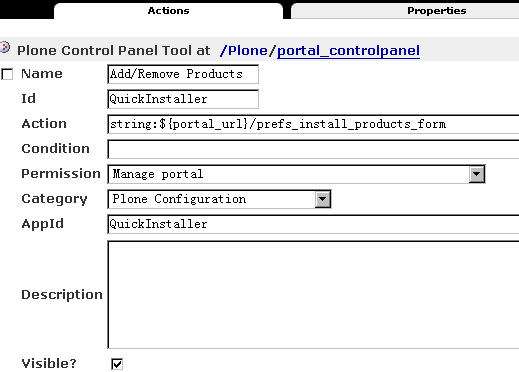 Actions Properties
Plone Control Panel Tool at /Plone/portal_controlpanel
Name Add/Remove Products
Id QuickInstaller
Action string:${portal_url}/prefs_install_products_form
Condition
Permission Manage portal
Category Plone Configuration
AppId QuickInstaller
Description
Visible?